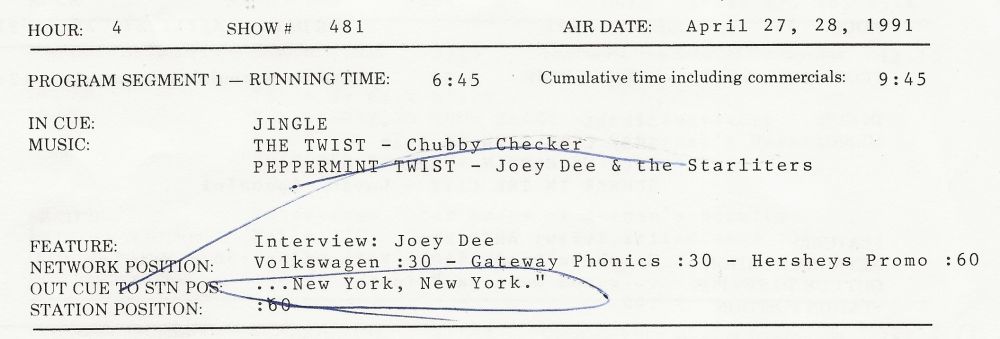 HOUR: 4 SHOW # 481 AIR DATE: April 27, 28, 1991
PROGRAM SEGMENT 1 — RUNNING TIME: 6:45 Cumulative time including commercials: 9:45
IN CUE: JINGLE
MUSIC: THE TWIST - Chubby Checker
PEPPERMINT TWIST - Joey Dee & the Starliters
FEATURE: Interview: Joey Dee
NETWORK POSITION: Volkswagen :30 - Gateway Phonics :30 - Hersheys Promo :60
OUT CUE TO STN POS: ...New York, New York."
STATION POSITION: :60